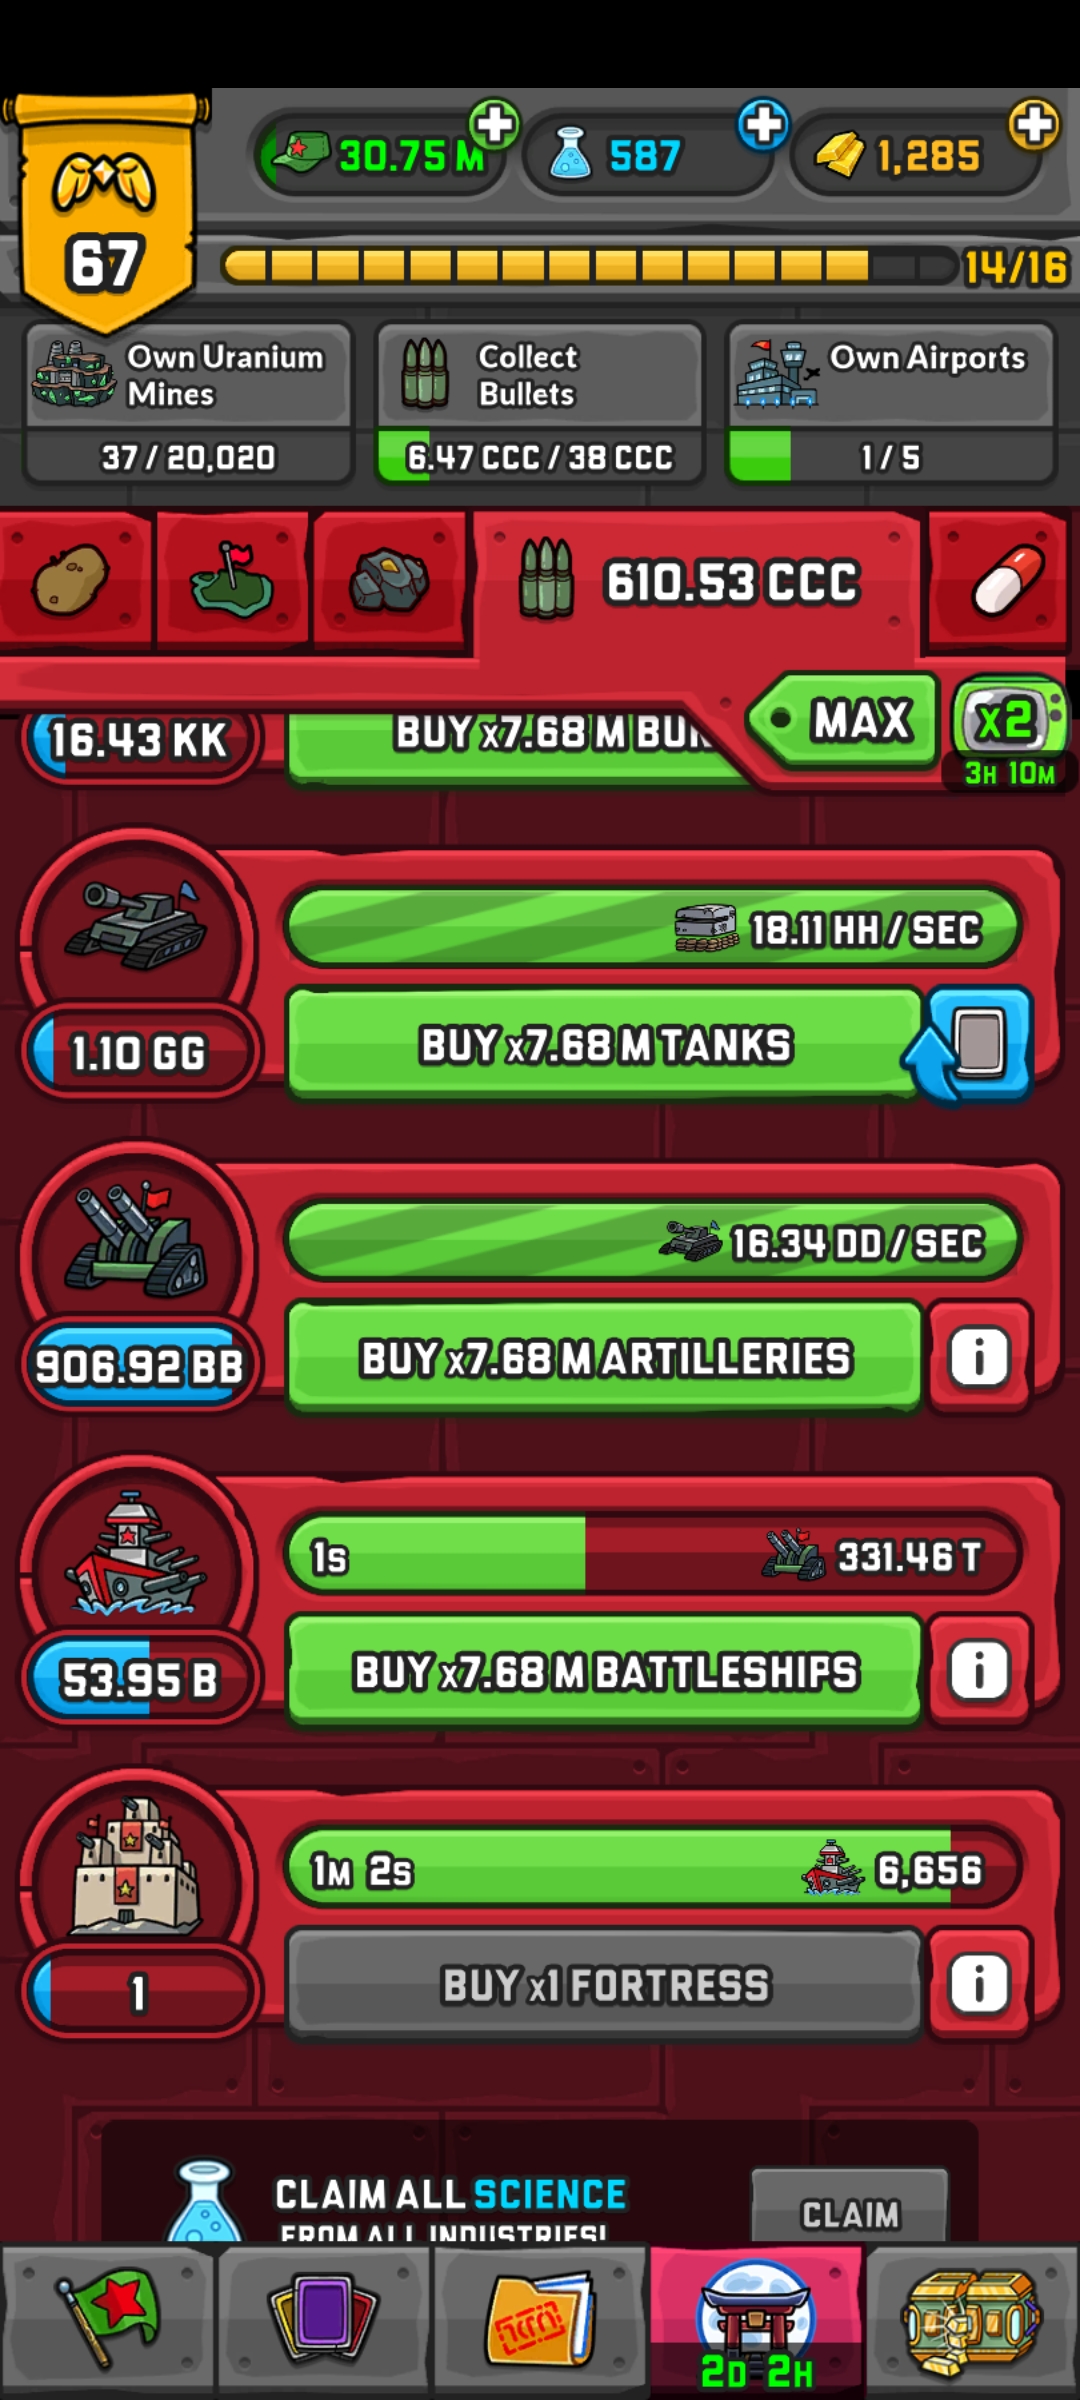 30.75 M
587
1,285
67
14/16
Own Uranium
Mines
37 / 20,020
Collect
Bullets
6.47 CCC / 38 CCC
Own Airports
1 / 5
610.53 CCC
MAX
x2
3H 10M
16.43 KK
BUY x7.68 M
18.11 HH / SEC
1.10 GG
BUY x7.68 M TANKS
16.34 DD / SEC
906.92 BB
BUY x7.68 M ARTILLERIES
i
1S
331.46 T
53.95 B
BUY x7.68 M BATTLESHIPS
i
1M 2S
6,656
1
BUY x1 FORTRESS
i
CLAIM ALL SCIENCE
FROM ALL INDUSTRIES!
CLAIM
2D 2H